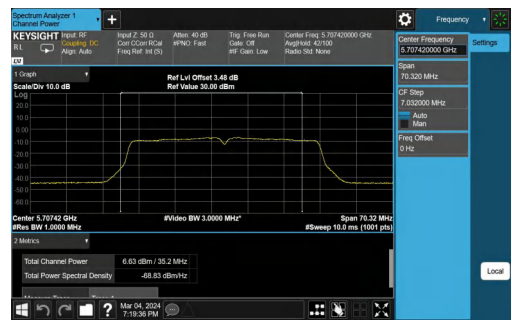 Spectrum Analyzer 1
Channel Power
Frequency
KEYSIGHT
RL
Input: RF
Coupling: DC
Align: Auto
Input Z: 50 Ω
Corr CCorr RCal
Freq Ref: Int (S)
Atten: 40 dB
#PNO: Fast
Trig: Free Run
Gate: Off
#IF Gain: Low
Center Freq: 5.707420000 GHz
Avg|Hold: 42/100
Radio Std: None
LVI
1 Graph
Scale/Div 10.0 dB
Ref Lvl Offset 3.48 dB
Ref Value 30.00 dBm
Log
20.0
10.0
0.00
-10.0
-20.0
-30.0
-40.0
-50.0
-60.0
Center 5.70742 GHz
#Res BW 1.0000 MHz
#Video BW 3.0000 MHz*
Span 70.32 MHz
#Sweep 10.0 ms (1001 pts)
2 Metrics
Total Channel Power 6.63 dBm / 35.2 MHz
Total Power Spectral Density -68.83 dBm/Hz
Mar 04, 2024
7:19:36 PM
Center Frequency
5.707420000 GHz
Settings
Span
70.320 MHz
CF Step
7.032000 MHz
Auto
Man
Freq Offset
0 Hz
Local